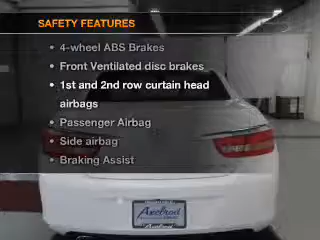 SAFETY FEATURES
4-wheel ABS Brakes
Front Ventilated disc brakes
1st and 2nd row curtain head
airbags
Passenger Airbag
Side airbag
Braking Assist
Axelrod